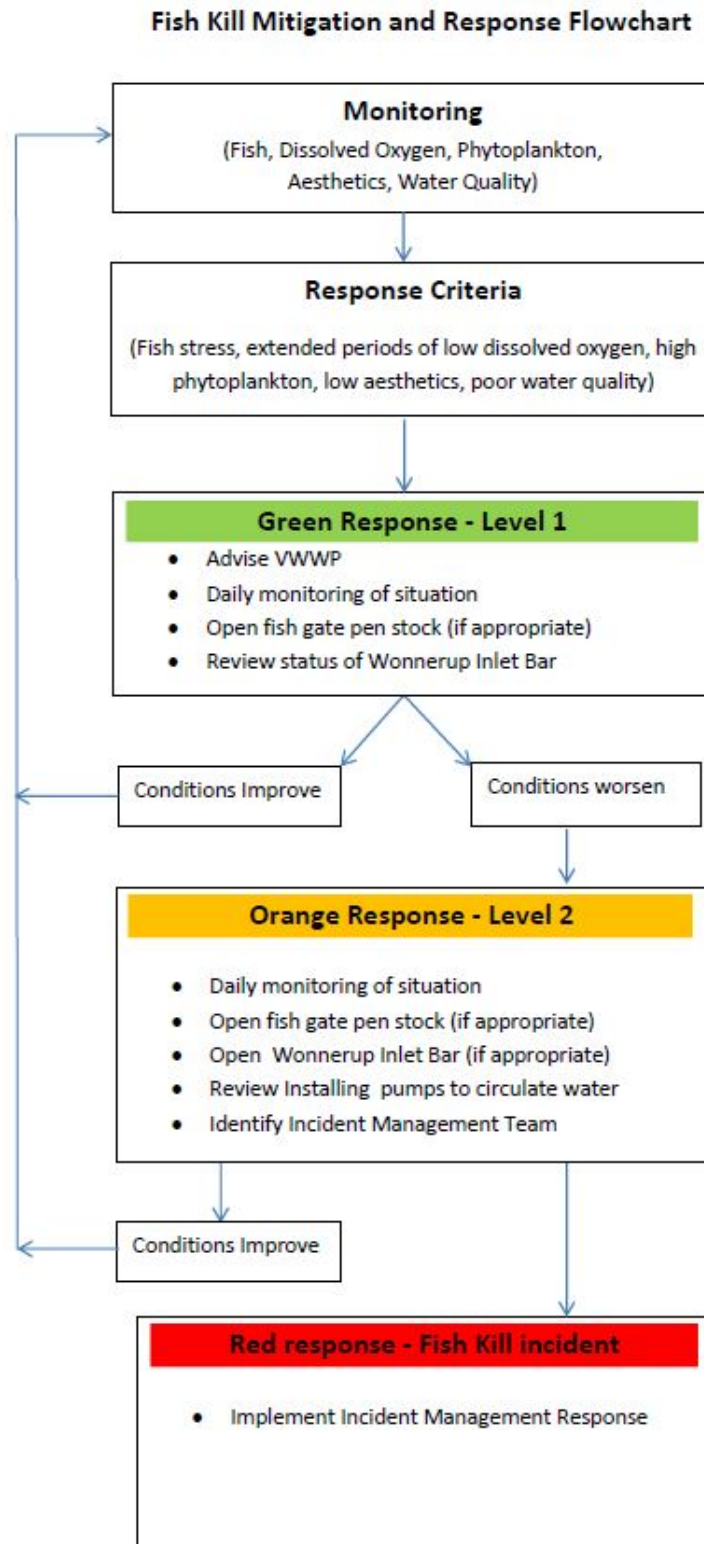 Fish Kill Mitigation and Response Flowchart
Monitoring
(Fish, Dissolved Oxygen, Phytoplankton,
Aesthetics, Water Quality)
Response Criteria
(Fish stress, extended periods of low dissolved oxygen, high
phytoplankton, low aesthetics, poor water quality)
Green Response - Level 1
• Advise VWWP
• Daily monitoring of situation
• Open fish gate pen stock (if appropriate)
• Review status of Wonnerup Inlet Bar
Conditions Improve
Conditions worsen
Orange Response - Level 2
• Daily monitoring of situation
• Open fish gate pen stock (if appropriate)
• Open Wonnerup Inlet Bar (if appropriate)
• Review Installing pumps to circulate water
• Identify Incident Management Team
Conditions Improve
Red response - Fish Kill incident
• Implement Incident Management Response